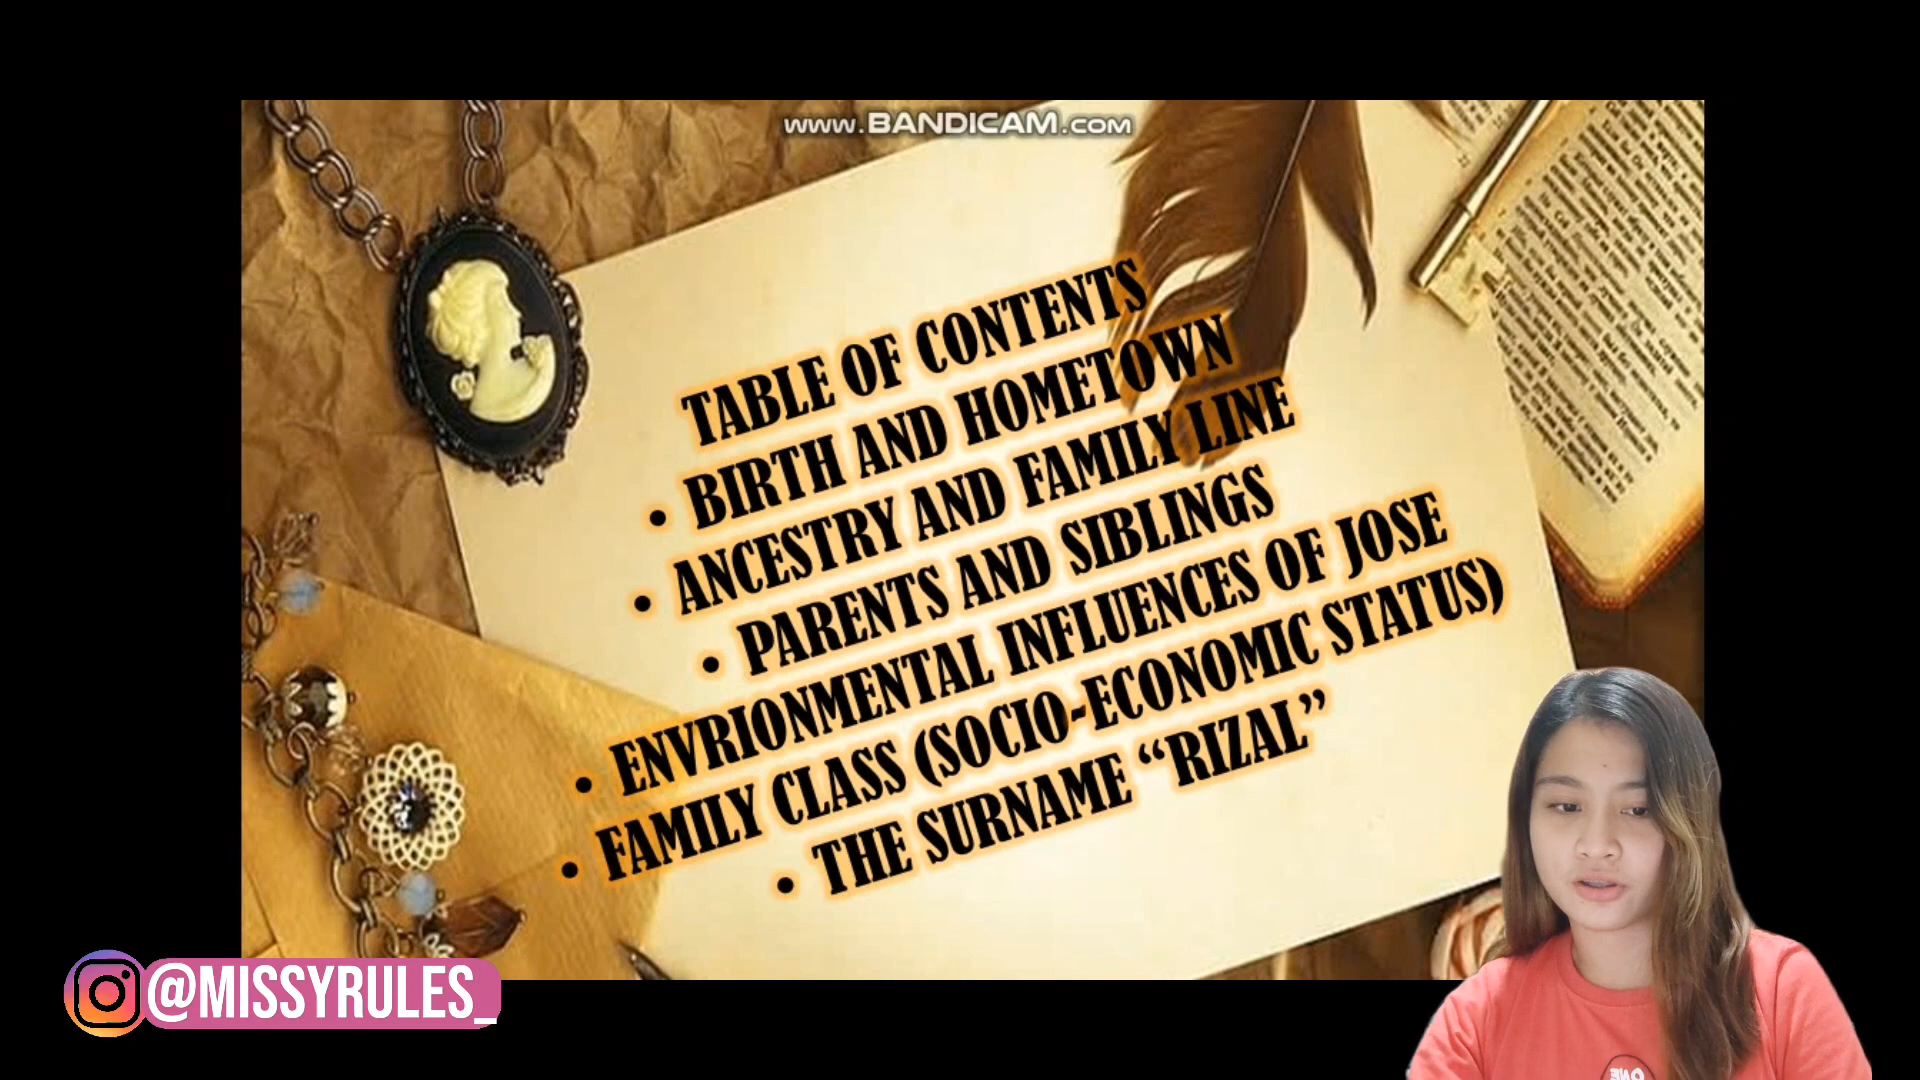 www.BANDICAM.com
TABLE OF CONTENTS
• BIRTH AND HOMETOWN
• ANCESTRY AND FAMILY LINE
• PARENTS AND SIBLINGS
• ENVRIONMENTAL INFLUENCES OF JOSE
• FAMILY CLASS (SOCIO-ECONOMIC STATUS)
• THE SURNAME “RIZAL”
@MISSYRULES_